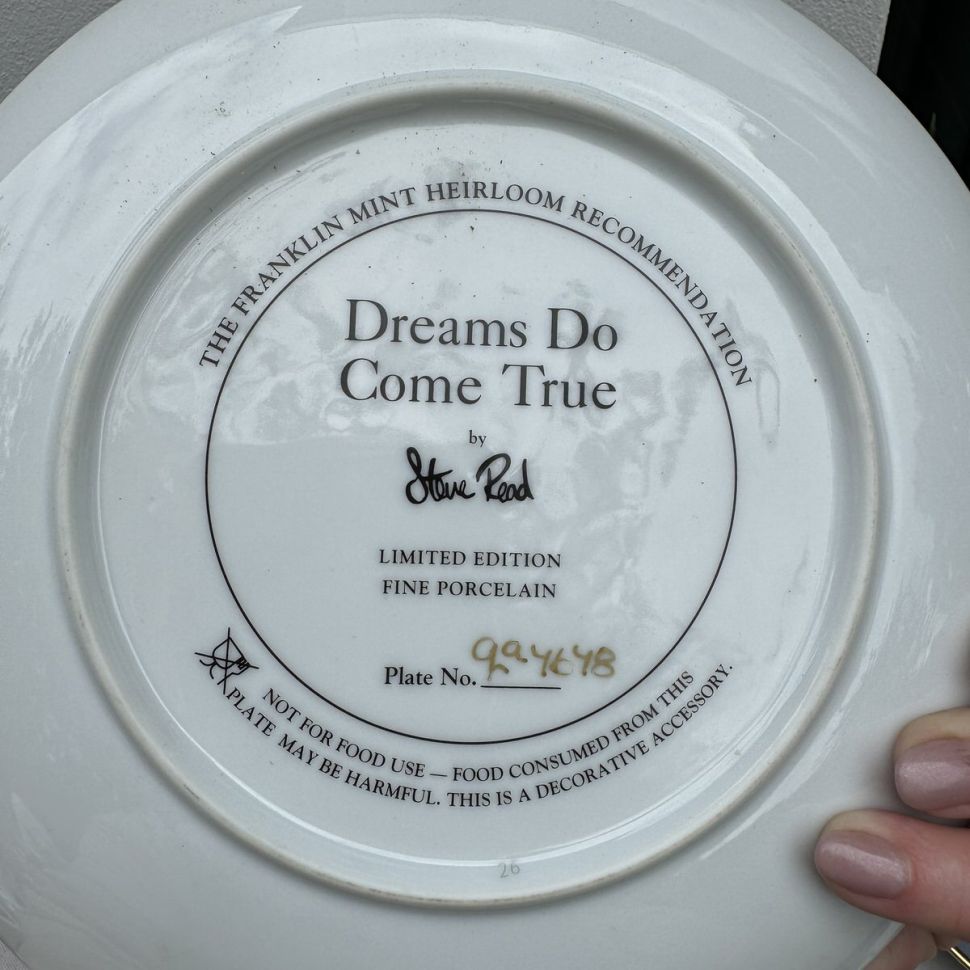 THE FRANKLIN MINT HEIRLOOM RECOMMENDATION
Dreams Do
Come True
by
Steve Read
LIMITED EDITION
FINE PORCELAIN
Plate No.
NOT FOR FOOD USE — FOOD CONSUMED FROM THIS
PLATE MAY BE HARMFUL. THIS IS A DECORATIVE ACCESSORY.
26